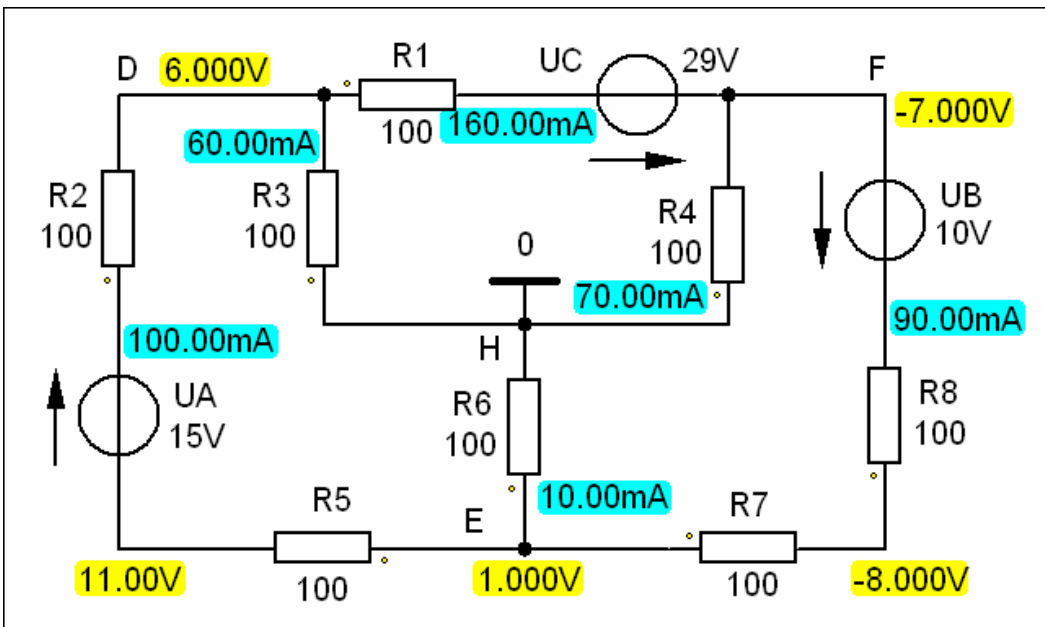 D
6.000V
R1
100
UC
29V
F
-7.000V
160.00mA
60.00mA
R2
100
R3
100
R4
100
UB
10V
0
70.00mA
90.00mA
100.00mA
H
UA
15V
R6
100
R8
100
10.00mA
R5
100
E
R7
100
11.00V
1.000V
-8.000V